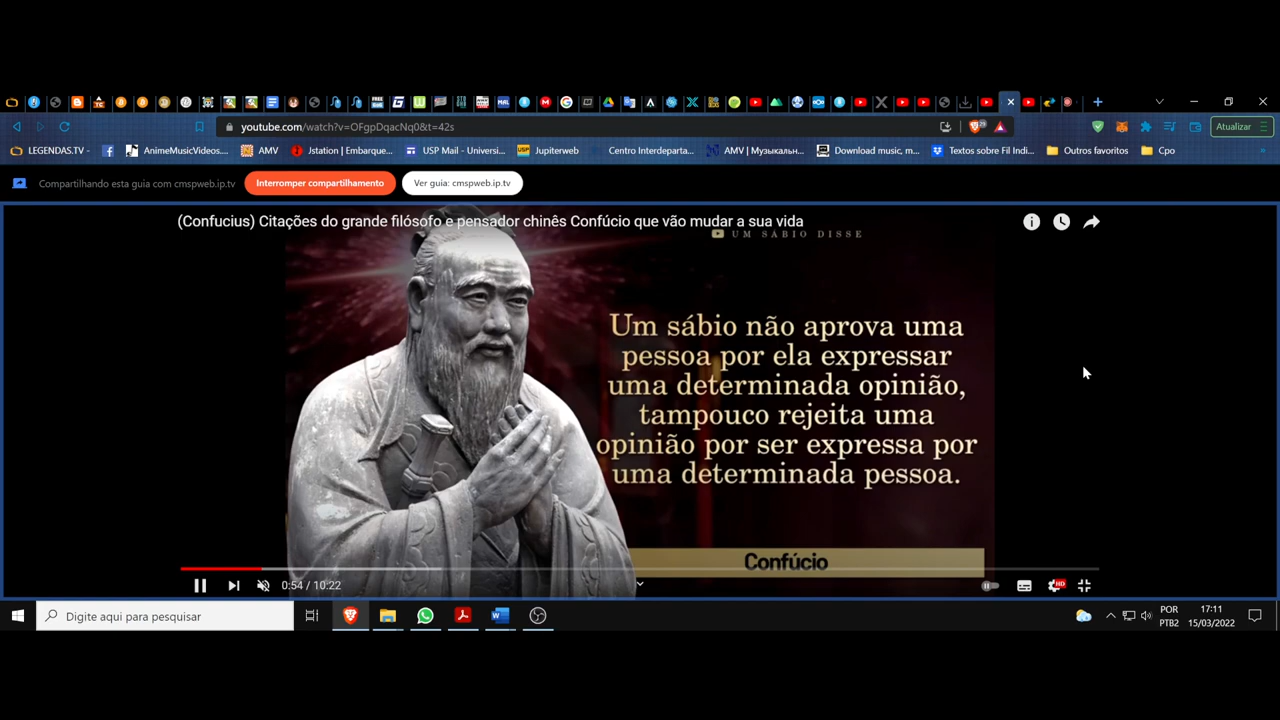 youtube.com/watch?v=OFgpDqacNq0&t=42s
Atualizar
LEGENDAS.TV -
AnimeMusicVideos...
AMV
Jstation | Embarque...
USP Mail - Universi...
Jupiterweb
Centro Interdeparta...
AMV | Музыкальн...
Download music, m...
Textos sobre Fil Indi...
Outros favoritos
Cpo
Compartilhando esta guia com cmspweb.ip.tv
Interromper compartilhamento
Ver guia: cmspweb.ip.tv
(Confucius) Citações do grande filósofo e pensador chinês Confúcio que vão mudar a sua vida
UM SÁBIO DISSE
Um sábio não aprova uma
pessoa por ela expressar
uma determinada opinião,
tampouco rejeita uma
opinião por ser expressa por
uma determinada pessoa.
Confúcio
0:54 / 10:22
HD
Digite aqui para pesquisar
POR
PTB2
17:11
15/03/2022